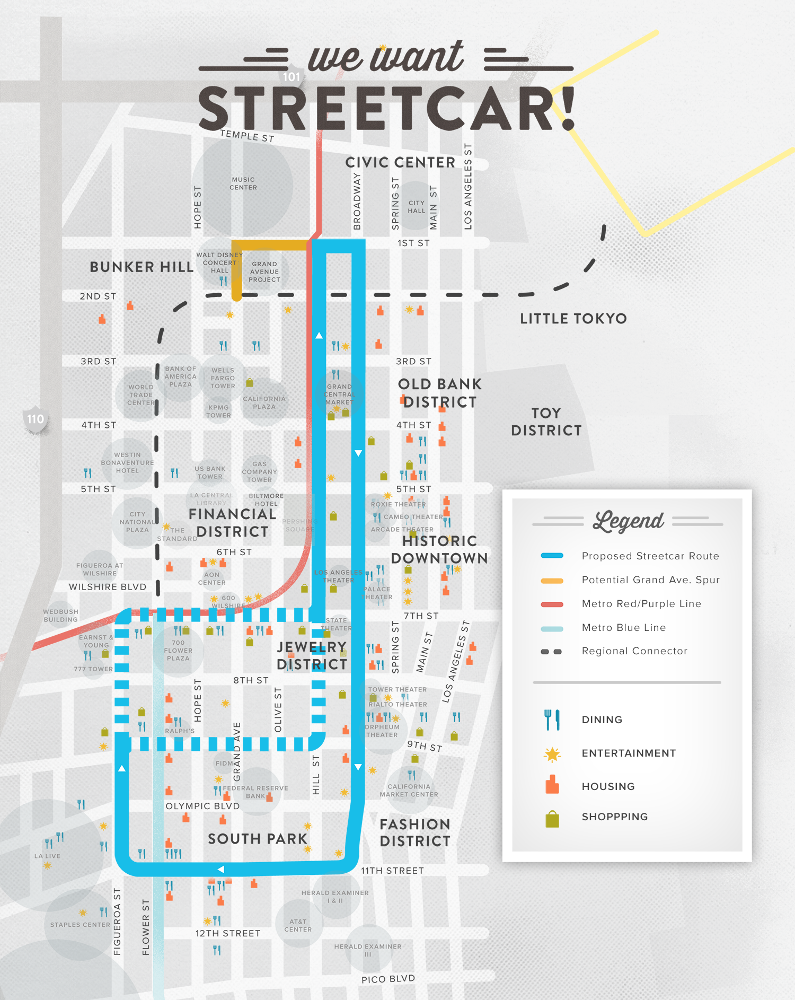 we want
101
STREETCAR!
TEMPLE ST
CIVIC CENTER
MUSIC
CENTER
HOPE ST
BROADWAY
SPRING ST
CITY
HALL
MAIN ST
LOS ANGELES ST
1ST ST
WALT DISNEY
CONCERT
HALL
GRAND
AVENUE
PROJECT
BUNKER HILL
2ND ST
LITTLE TOKYO
3RD ST
3RD ST
BANK OF
AMERICA
PLAZA
WELLS
FARGO
TOWER
WORLD
TRADE
CENTER
CALIFORNIA
PLAZA
KPMG
TOWER
GRAND
CENTRAL
MARKET
OLD BANK
DISTRICT
TOY
DISTRICT
110
4TH ST
4TH ST
WESTIN
BONAVENTURE
HOTEL
US BANK
TOWER
GAS
COMPANY
TOWER
5TH ST
5TH ST
LA CENTRAL
LIBRARY
BILTMORE
HOTEL
FINANCIAL
DISTRICT
CITY
NATIONAL
PLAZA
THE
STANDARD
PERSHING
SQUARE
ROXIE THEATER
CAMEO THEATER
ARCADE THEATER
HISTORIC
DOWNTOWN
6TH ST
FIGUEROA AT
WILSHIRE
AON
CENTER
LOS ANGELES
THEATER
WILSHIRE BLVD
600
WILSHIRE
PALACE
THEATER
WEDBUSH
BUILDING
7TH ST
STATE
THEATER
EARNST &
YOUNG
700
FLOWER
PLAZA
777 TOWER
JEWELRY
DISTRICT
SPRING ST
MAIN ST
LOS ANGELES ST
8TH ST
HOPE ST
OLIVE ST
TOWER THEATER
RIALTO THEATER
RALPH'S
ORPHEUM
THEATER
GRAND AVE
9TH ST
FIDM
HILL ST
FEDERAL RESERVE
BANK
CALIFORNIA
MARKET CENTER
OLYMPIC BLVD
FASHION
DISTRICT
SOUTH PARK
LA LIVE
11TH STREET
HERALD EXAMINER
I & II
FIGUEROA ST
FLOWER ST
STAPLES CENTER
AT&T
CENTER
12TH STREET
HERALD EXAMINER
III
PICO BLVD
Legend
Proposed Streetcar Route
Potential Grand Ave. Spur
Metro Red/Purple Line
Metro Blue Line
Regional Connector
DINING
ENTERTAINMENT
HOUSING
SHOPPPING